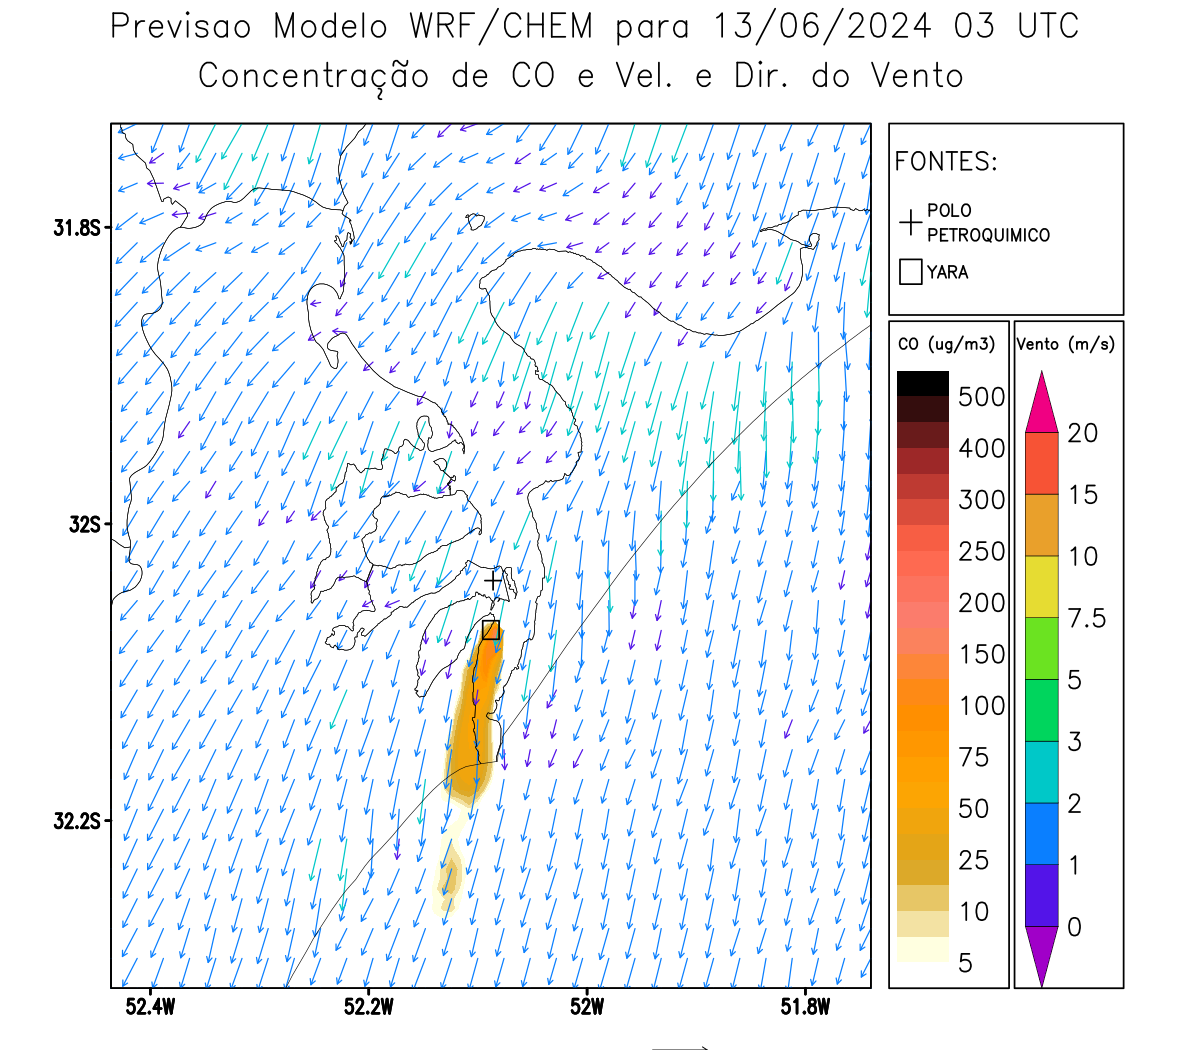 Previsao Modelo WRF/CHEM para 13/06/2024 03 UTC
Concentração de CO e Vel. e Dir. do Vento
FONTES:
POLO
PETROQUIMICO
YARA
CO (ug/m3)
500
400
300
250
200
150
100
75
50
25
10
5
Vento (m/s)
20
15
10
7.5
5
3
2
1
0
31.8S
32S
32.2S
52.4W
52.2W
52W
51.8W